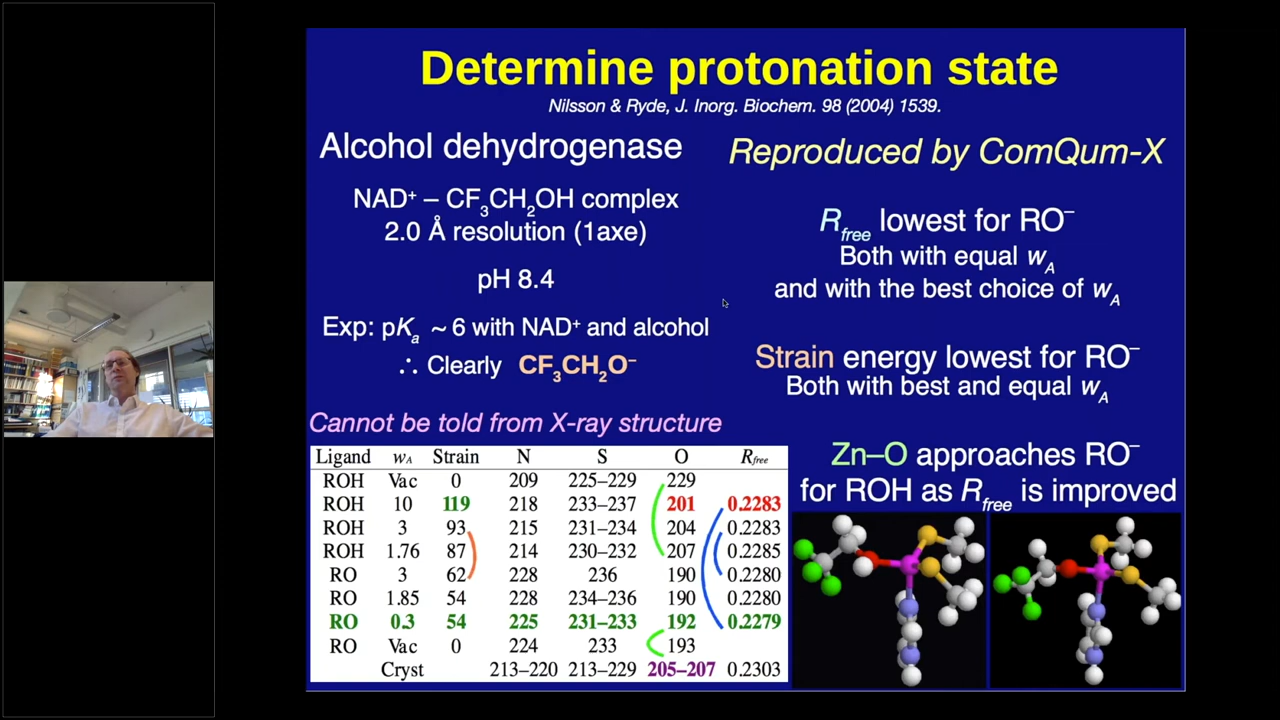 Determine protonation state
Nilsson & Ryde, J. Inorg. Biochem. 98 (2004) 1539.
Alcohol dehydrogenase
NAD⁺ – CF₃CH₂OH complex
2.0 Å resolution (1axe)
pH 8.4
Exp: pKₐ ~ 6 with NAD⁺ and alcohol
∴ Clearly CF₃CH₂O⁻
Cannot be told from X-ray structure
Ligand w_A Strain N S O R_free
ROH Vac 0 209 225–229 229
ROH 10 119 218 233–237 201 0.2283
ROH 3 93 215 231–234 204 0.2283
ROH 1.76 87 214 230–232 207 0.2285
RO 3 62 228 236 190 0.2280
RO 1.85 54 228 234–236 190 0.2280
RO 0.3 54 225 231–233 192 0.2279
RO Vac 0 224 233 193
Cryst 213–220 213–229 205–207 0.2303
Reproduced by ComQum-X
R_free lowest for RO⁻
Both with equal w_A
and with the best choice of w_A
Strain energy lowest for RO⁻
Both with best and equal w_A
Zn–O approaches RO⁻
for ROH as R_free is improved